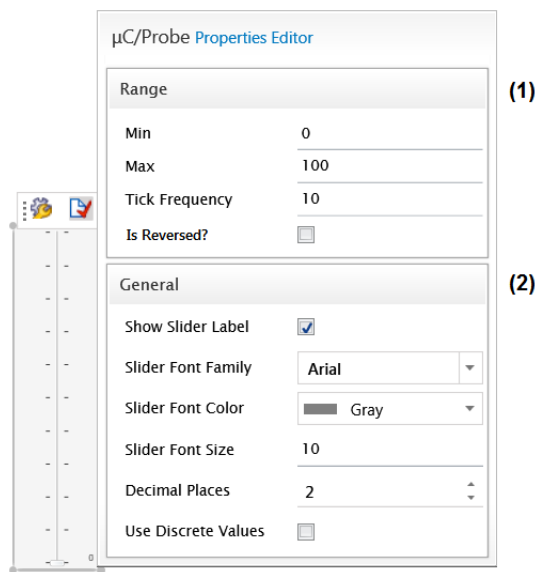 µC/Probe Properties Editor
Range
(1)
Min 0
Max 100
Tick Frequency 10
Is Reversed?
General
(2)
Show Slider Label
Slider Font Family Arial
Slider Font Color Gray
Slider Font Size 10
Decimal Places 2
Use Discrete Values
0